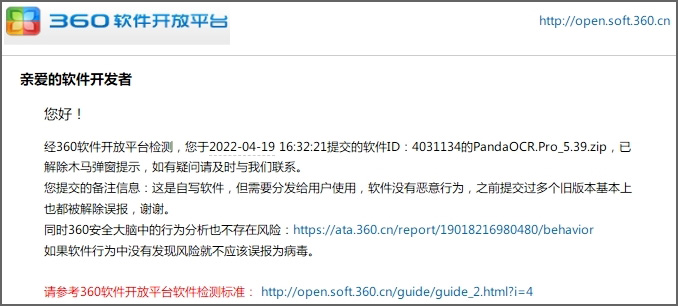 360软件开放平台
http://open.soft.360.cn
亲爱的软件开发者
您好！
经360软件开放平台检测，您于2022-04-19 16:32:21提交的软件ID：4031134的PandaOCR.Pro_5.39.zip，已
解除木马弹窗提示，如有疑问请及时与我们联系。
您提交的备注信息：这是自写软件，但需要分发给用户使用，软件没有恶意行为，之前提交过多个旧版本基本上
也都被解除误报，谢谢。
同时360安全大脑中的行为分析也不存在风险：https://ata.360.cn/report/19018216980480/behavior
如果软件行为中没有发现风险就不应该误报为病毒。
请参考360软件开放平台软件检测标准： http://open.soft.360.cn/guide/guide_2.html?i=4